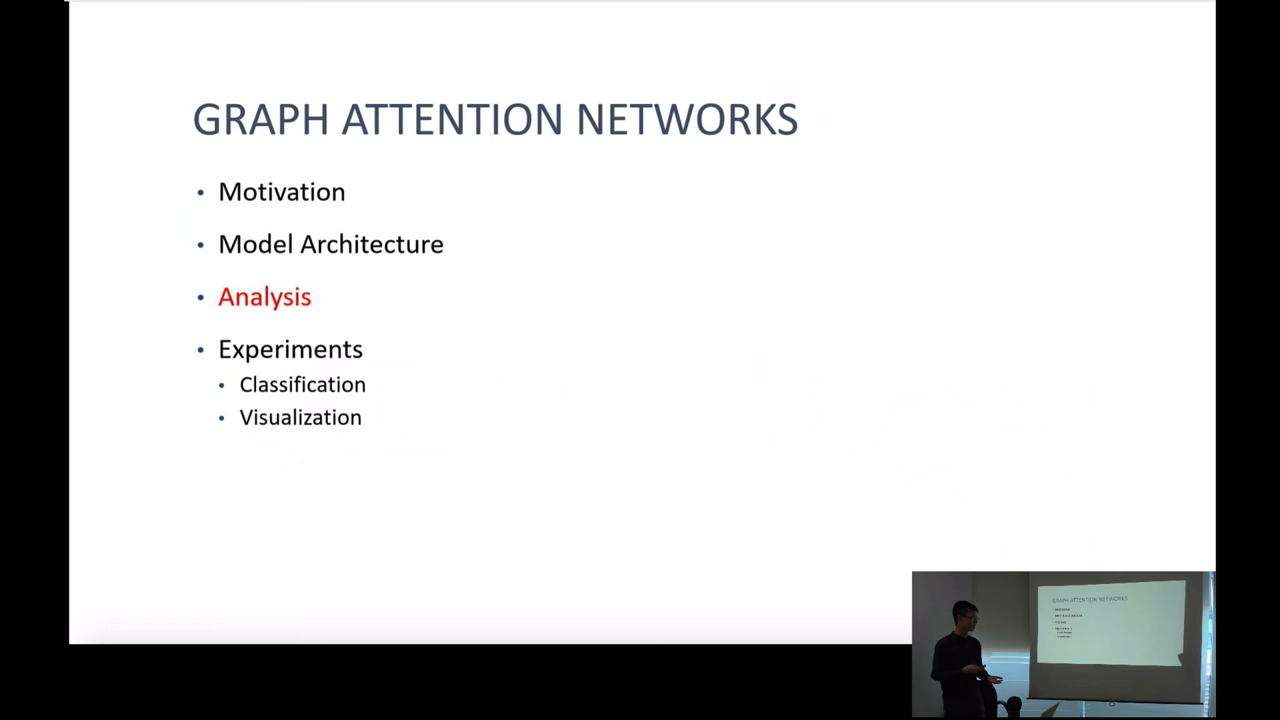 GRAPH ATTENTION NETWORKS
• Motivation
• Model Architecture
• Analysis
• Experiments
• Classification
• Visualization
GRAPH ATTENTION NETWORKS